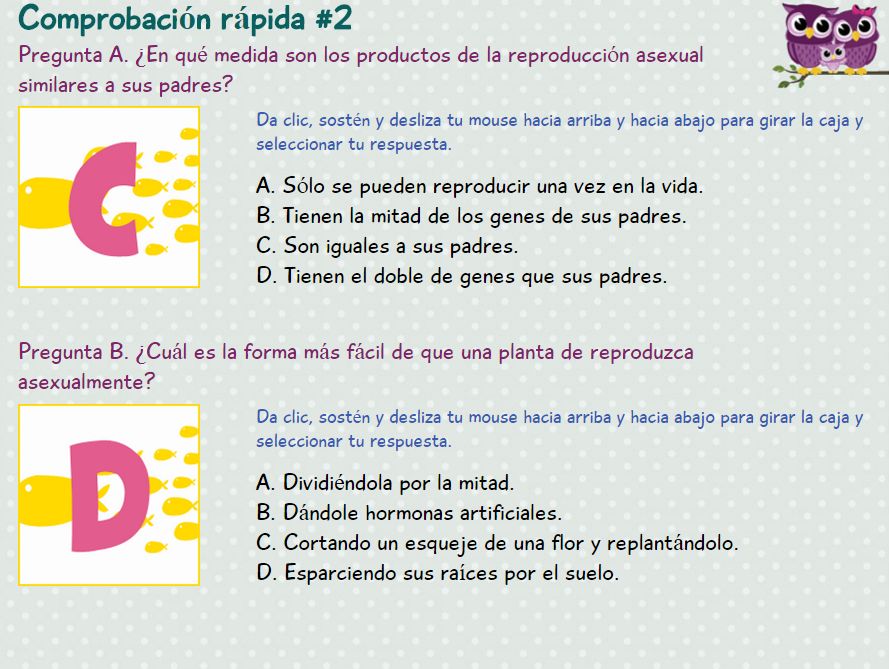 Comprobación rápida #2
Pregunta A. ¿En qué medida son los productos de la reproducción asexual
similares a sus padres?
C
Da clic, sostén y desliza tu mouse hacia arriba y hacia abajo para girar la caja y
seleccionar tu respuesta.
A. Sólo se pueden reproducir una vez en la vida.
B. Tienen la mitad de los genes de sus padres.
C. Son iguales a sus padres.
D. Tienen el doble de genes que sus padres.
Pregunta B. ¿Cuál es la forma más fácil de que una planta de reproduzca
asexualmente?
D
Da clic, sostén y desliza tu mouse hacia arriba y hacia abajo para girar la caja y
seleccionar tu respuesta.
A. Dividiéndola por la mitad.
B. Dándole hormonas artificiales.
C. Cortando un esqueje de una flor y replantándolo.
D. Esparciendo sus raíces por el suelo.